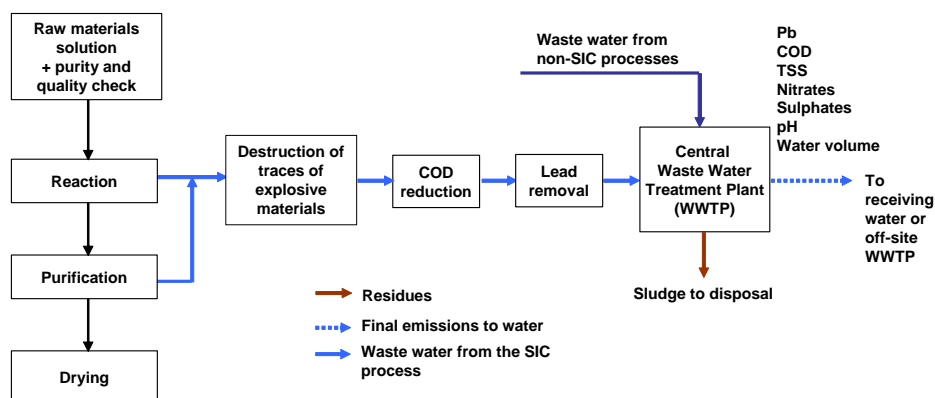 Raw materials
solution
+ purity and
quality check
Reaction
Purification
Drying
Destruction of
traces of
explosive
materials
COD
reduction
Lead
removal
Waste water from
non-SIC processes
Central
Waste Water
Treatment Plant
(WWTP)
Pb
COD
TSS
Nitrates
Sulphates
pH
Water volume
To
receiving
water or
off-site
WWTP
Sludge to disposal
Residues
Final emissions to water
Waste water from the SIC
process